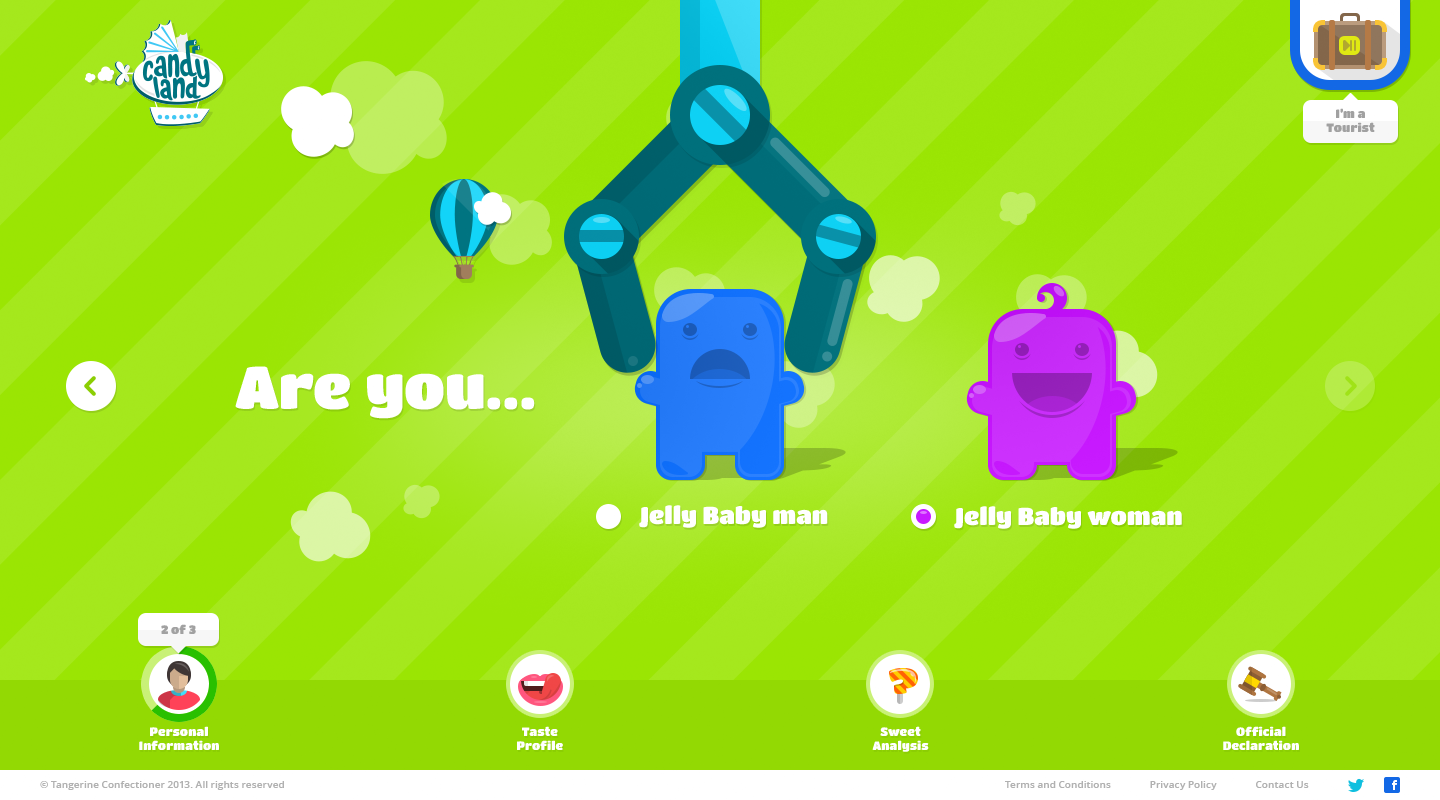 candy
land
I'm a
Tourist
Are you...
Jelly Baby man
Jelly Baby woman
2 of 3
Personal
Information
Taste
Profile
Sweet
Analysis
Official
Declaration
© Tangerine Confectioner 2013. All rights reserved
Terms and Conditions
Privacy Policy
Contact Us